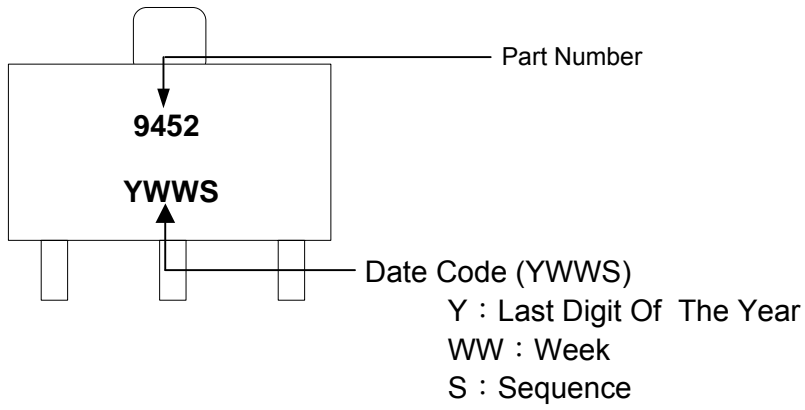 Part Number
9452
YWWS
Date Code (YWWS)
Y：Last Digit Of The Year
WW：Week
S：Sequence